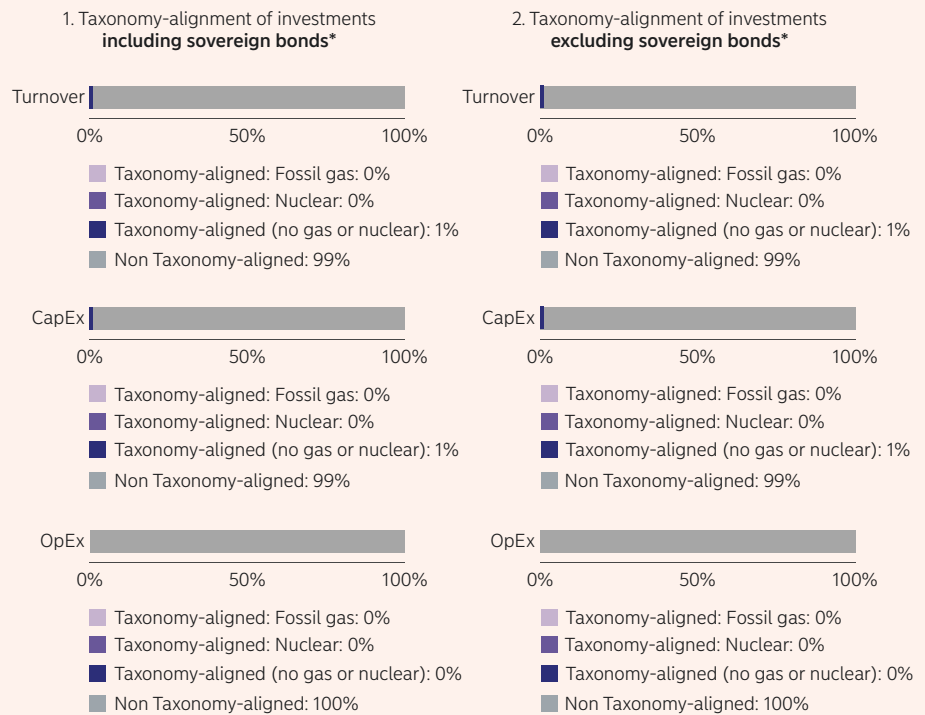 1. Taxonomy-alignment of investments
including sovereign bonds*
Turnover
0% 50% 100%
Taxonomy-aligned: Fossil gas: 0%
Taxonomy-aligned: Nuclear: 0%
Taxonomy-aligned (no gas or nuclear): 1%
Non Taxonomy-aligned: 99%
CapEx
0% 50% 100%
Taxonomy-aligned: Fossil gas: 0%
Taxonomy-aligned: Nuclear: 0%
Taxonomy-aligned (no gas or nuclear): 1%
Non Taxonomy-aligned: 99%
OpEx
0% 50% 100%
Taxonomy-aligned: Fossil gas: 0%
Taxonomy-aligned: Nuclear: 0%
Taxonomy-aligned (no gas or nuclear): 0%
Non Taxonomy-aligned: 100%
2. Taxonomy-alignment of investments
excluding sovereign bonds*
Turnover
0% 50% 100%
Taxonomy-aligned: Fossil gas: 0%
Taxonomy-aligned: Nuclear: 0%
Taxonomy-aligned (no gas or nuclear): 1%
Non Taxonomy-aligned: 99%
CapEx
0% 50% 100%
Taxonomy-aligned: Fossil gas: 0%
Taxonomy-aligned: Nuclear: 0%
Taxonomy-aligned (no gas or nuclear): 1%
Non Taxonomy-aligned: 99%
OpEx
0% 50% 100%
Taxonomy-aligned: Fossil gas: 0%
Taxonomy-aligned: Nuclear: 0%
Taxonomy-aligned (no gas or nuclear): 0%
Non Taxonomy-aligned: 100%